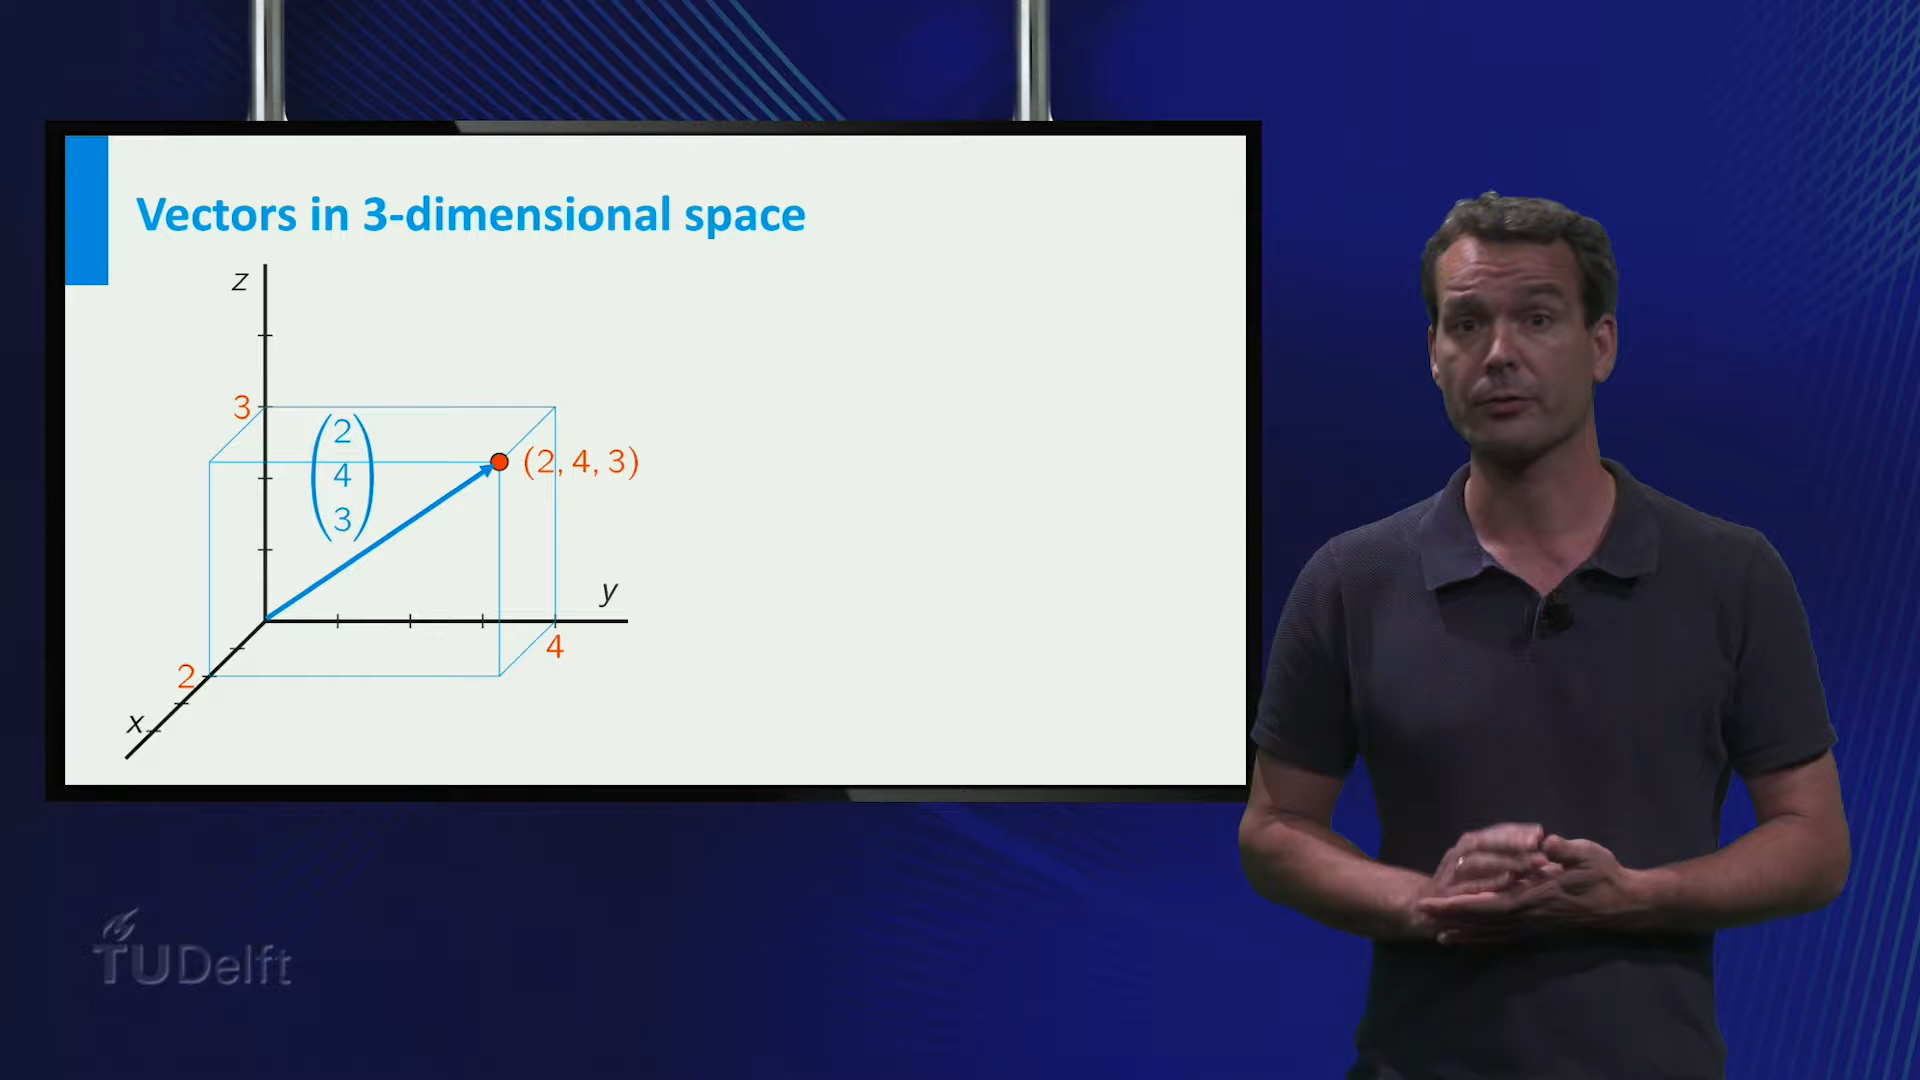 Vectors in 3-dimensional space
z
3
2
4
3
(2, 4, 3)
y
4
2
x
TUDelft